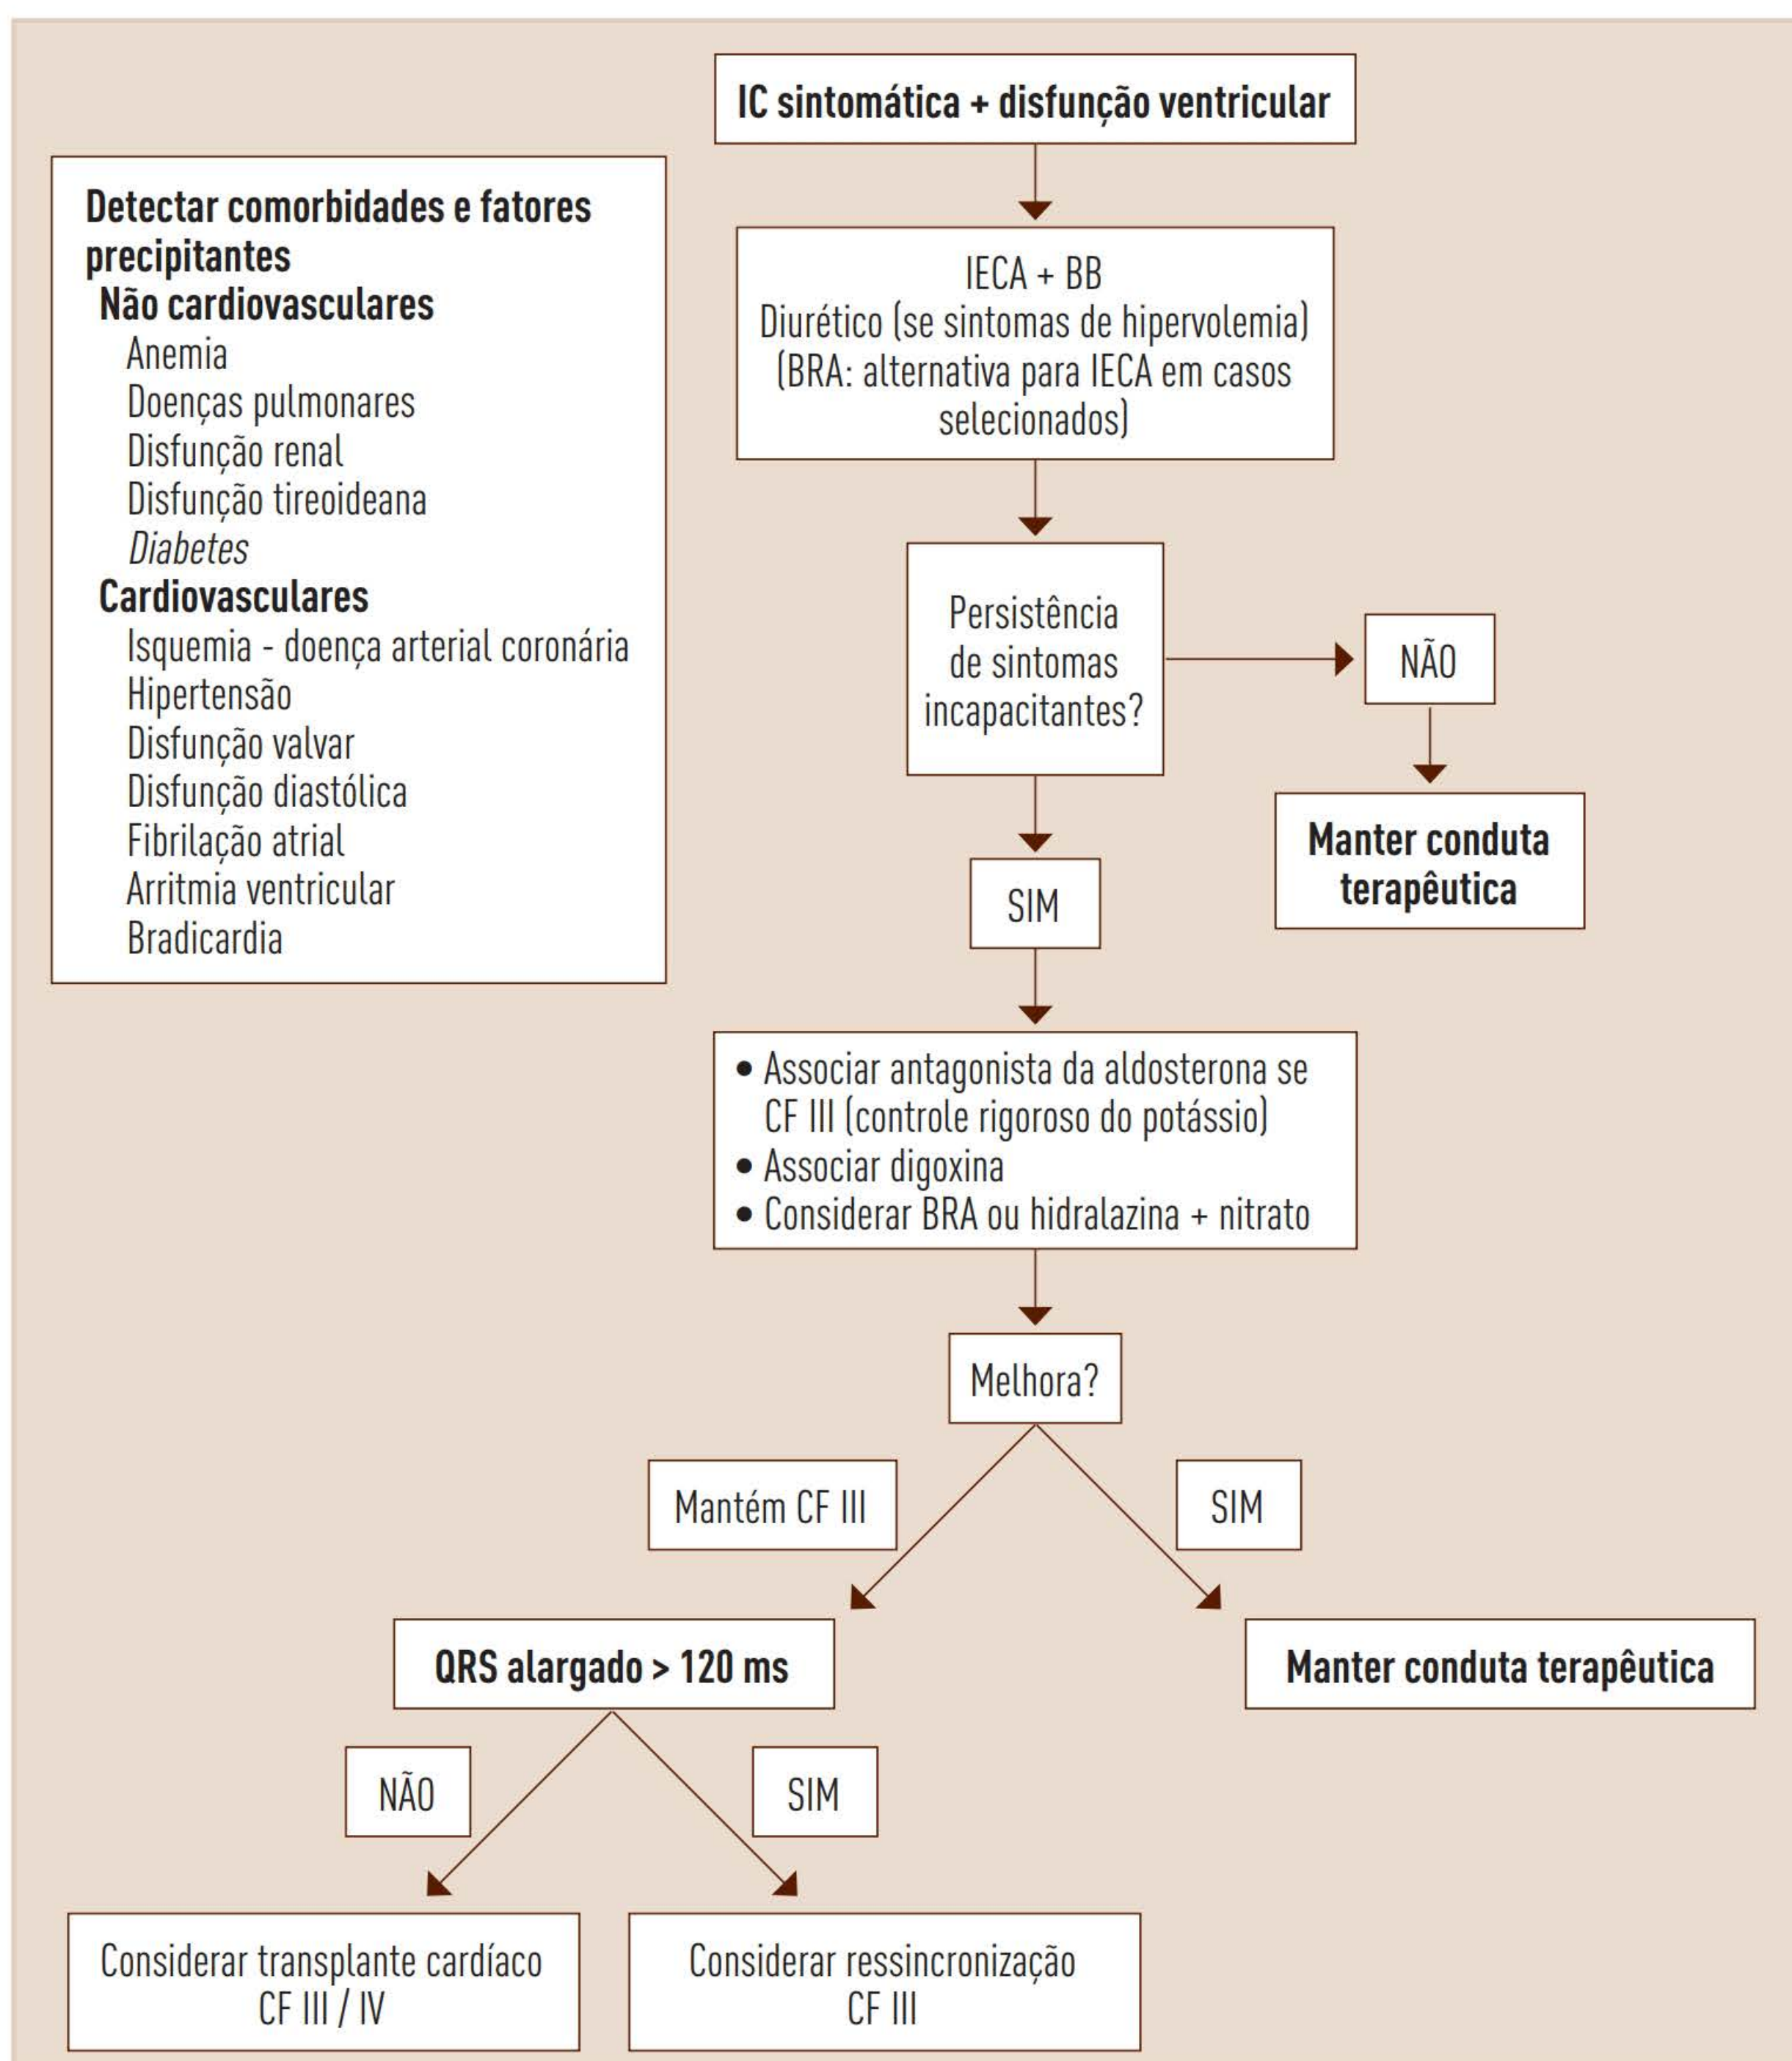 IC sintomática + disfunção ventricular
Detectar comorbidades e fatores
precipitantes
Não cardiovasculares
Anemia
Doenças pulmonares
Disfunção renal
Disfunção tireoideana
Diabetes
Cardiovasculares
Isquemia - doença arterial coronária
Hipertensão
Disfunção valvar
Disfunção diastólica
Fibrilação atrial
Arritmia ventricular
Bradicardia
IECA + BB
Diurético (se sintomas de hipervolemia)
(BRA: alternativa para IECA em casos
selecionados)
Persistência
de sintomas
incapacitantes?
NÃO
Manter conduta
terapêutica
SIM
• Associar antagonista da aldosterona se
CF III (controle rigoroso do potássio)
• Associar digoxina
• Considerar BRA ou hidralazina + nitrato
Melhora?
Mantém CF III
SIM
QRS alargado > 120 ms
Manter conduta terapêutica
NÃO
SIM
Considerar transplante cardíaco
CF III / IV
Considerar ressincronização
CF III